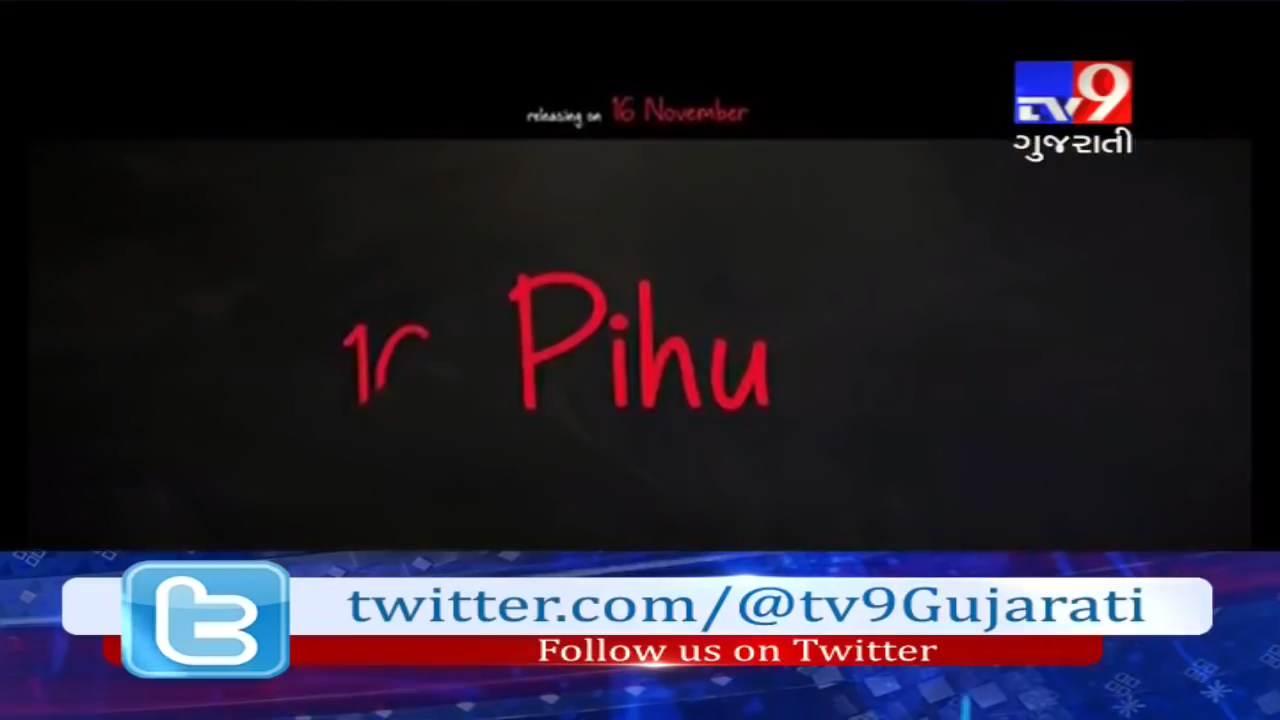 releasing on 16 November
TV9
ગુજરાતી
Pihu
twitter.com/@tv9Gujarati
Follow us on Twitter